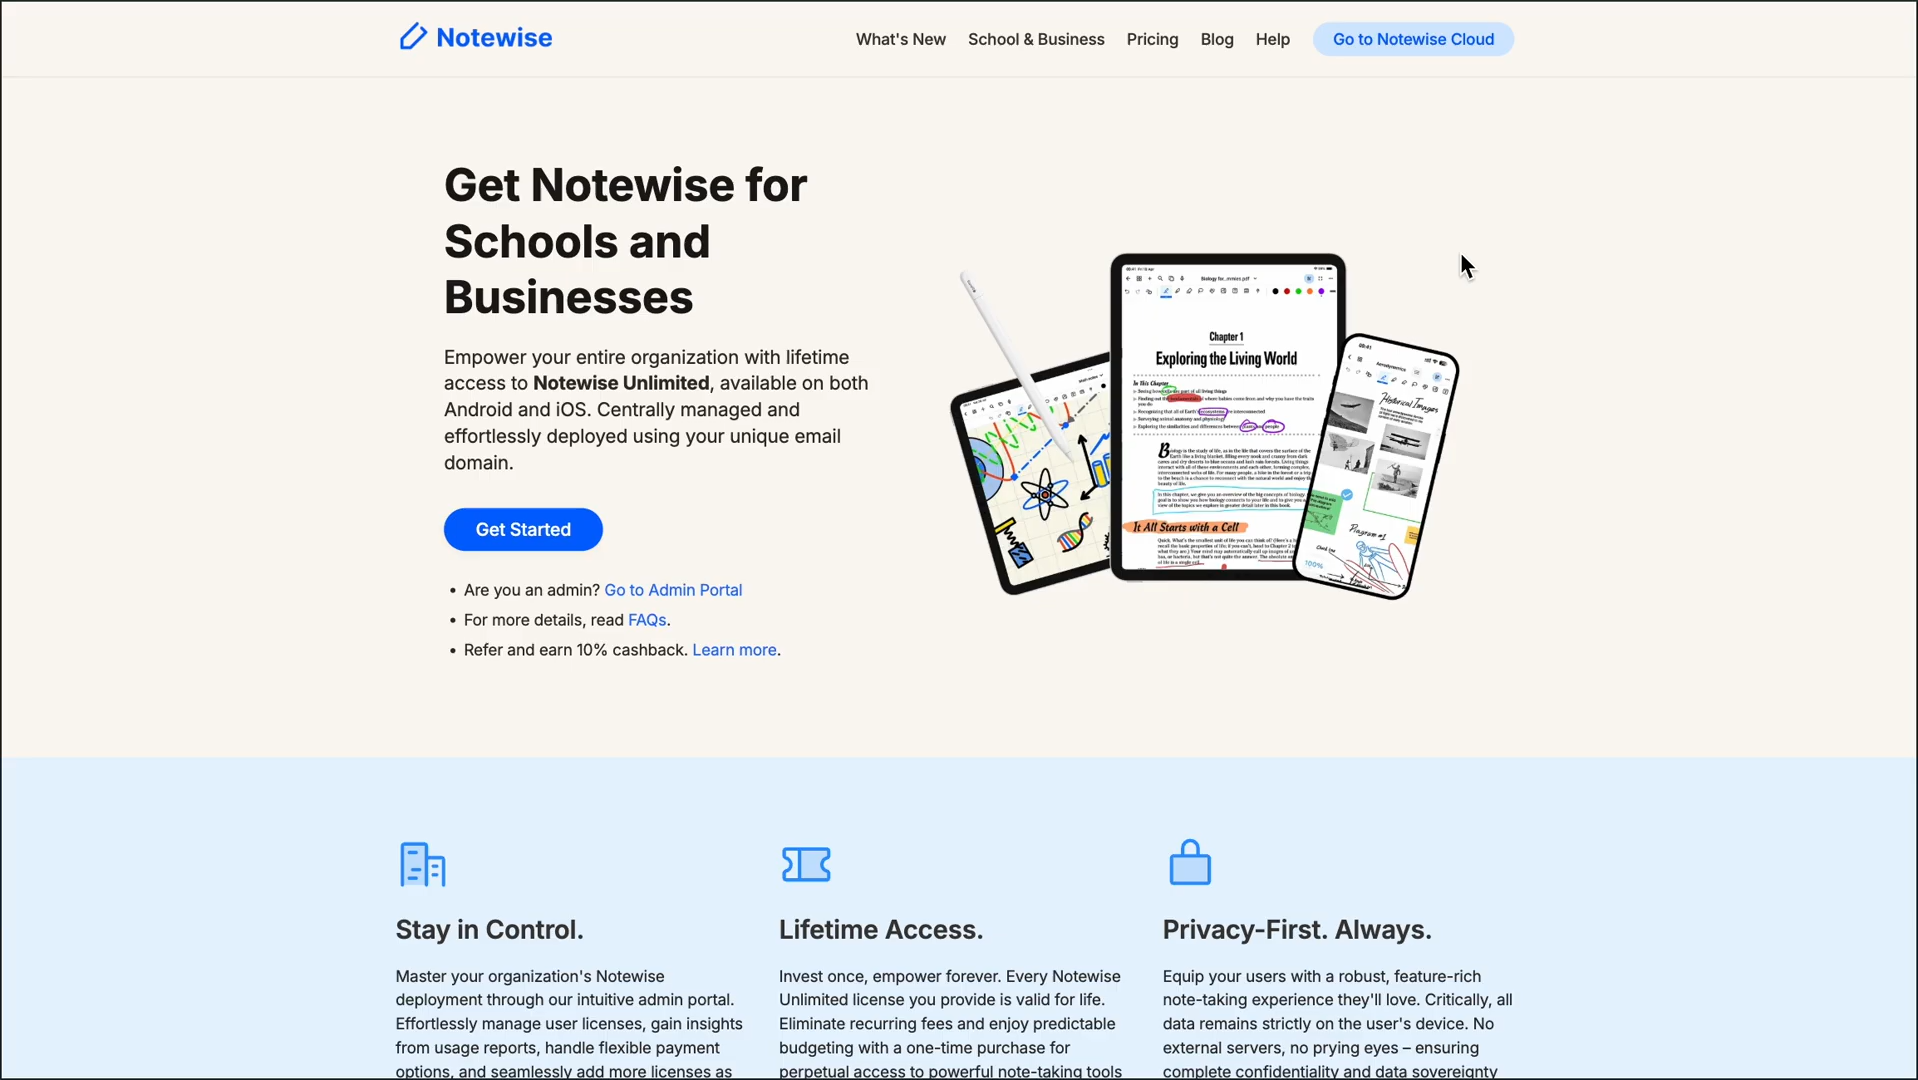 Notewise
What's New
School & Business
Pricing
Blog
Help
Go to Notewise Cloud
Get Notewise for
Schools and
Businesses
Empower your entire organization with lifetime
access to Notewise Unlimited, available on both
Android and iOS. Centrally managed and
effortlessly deployed using your unique email
domain.
Get Started
• Are you an admin? Go to Admin Portal
• For more details, read FAQs.
• Refer and earn 10% cashback. Learn more.
Chapter 1
Exploring the Living World
In This Chapter
It All Starts with a Cell
Historical Images
Diagram #1
100%
Stay in Control.
Master your organization's Notewise
deployment through our intuitive admin portal.
Effortlessly manage user licenses, gain insights
from usage reports, handle flexible payment
options, and seamlessly add more licenses as
Lifetime Access.
Invest once, empower forever. Every Notewise
Unlimited license you provide is valid for life.
Eliminate recurring fees and enjoy predictable
budgeting with a one-time purchase for
perpetual access to powerful note-taking tools
Privacy-First. Always.
Equip your users with a robust, feature-rich
note-taking experience they'll love. Critically, all
data remains strictly on the user's device. No
external servers, no prying eyes – ensuring
complete confidentiality and data sovereignty